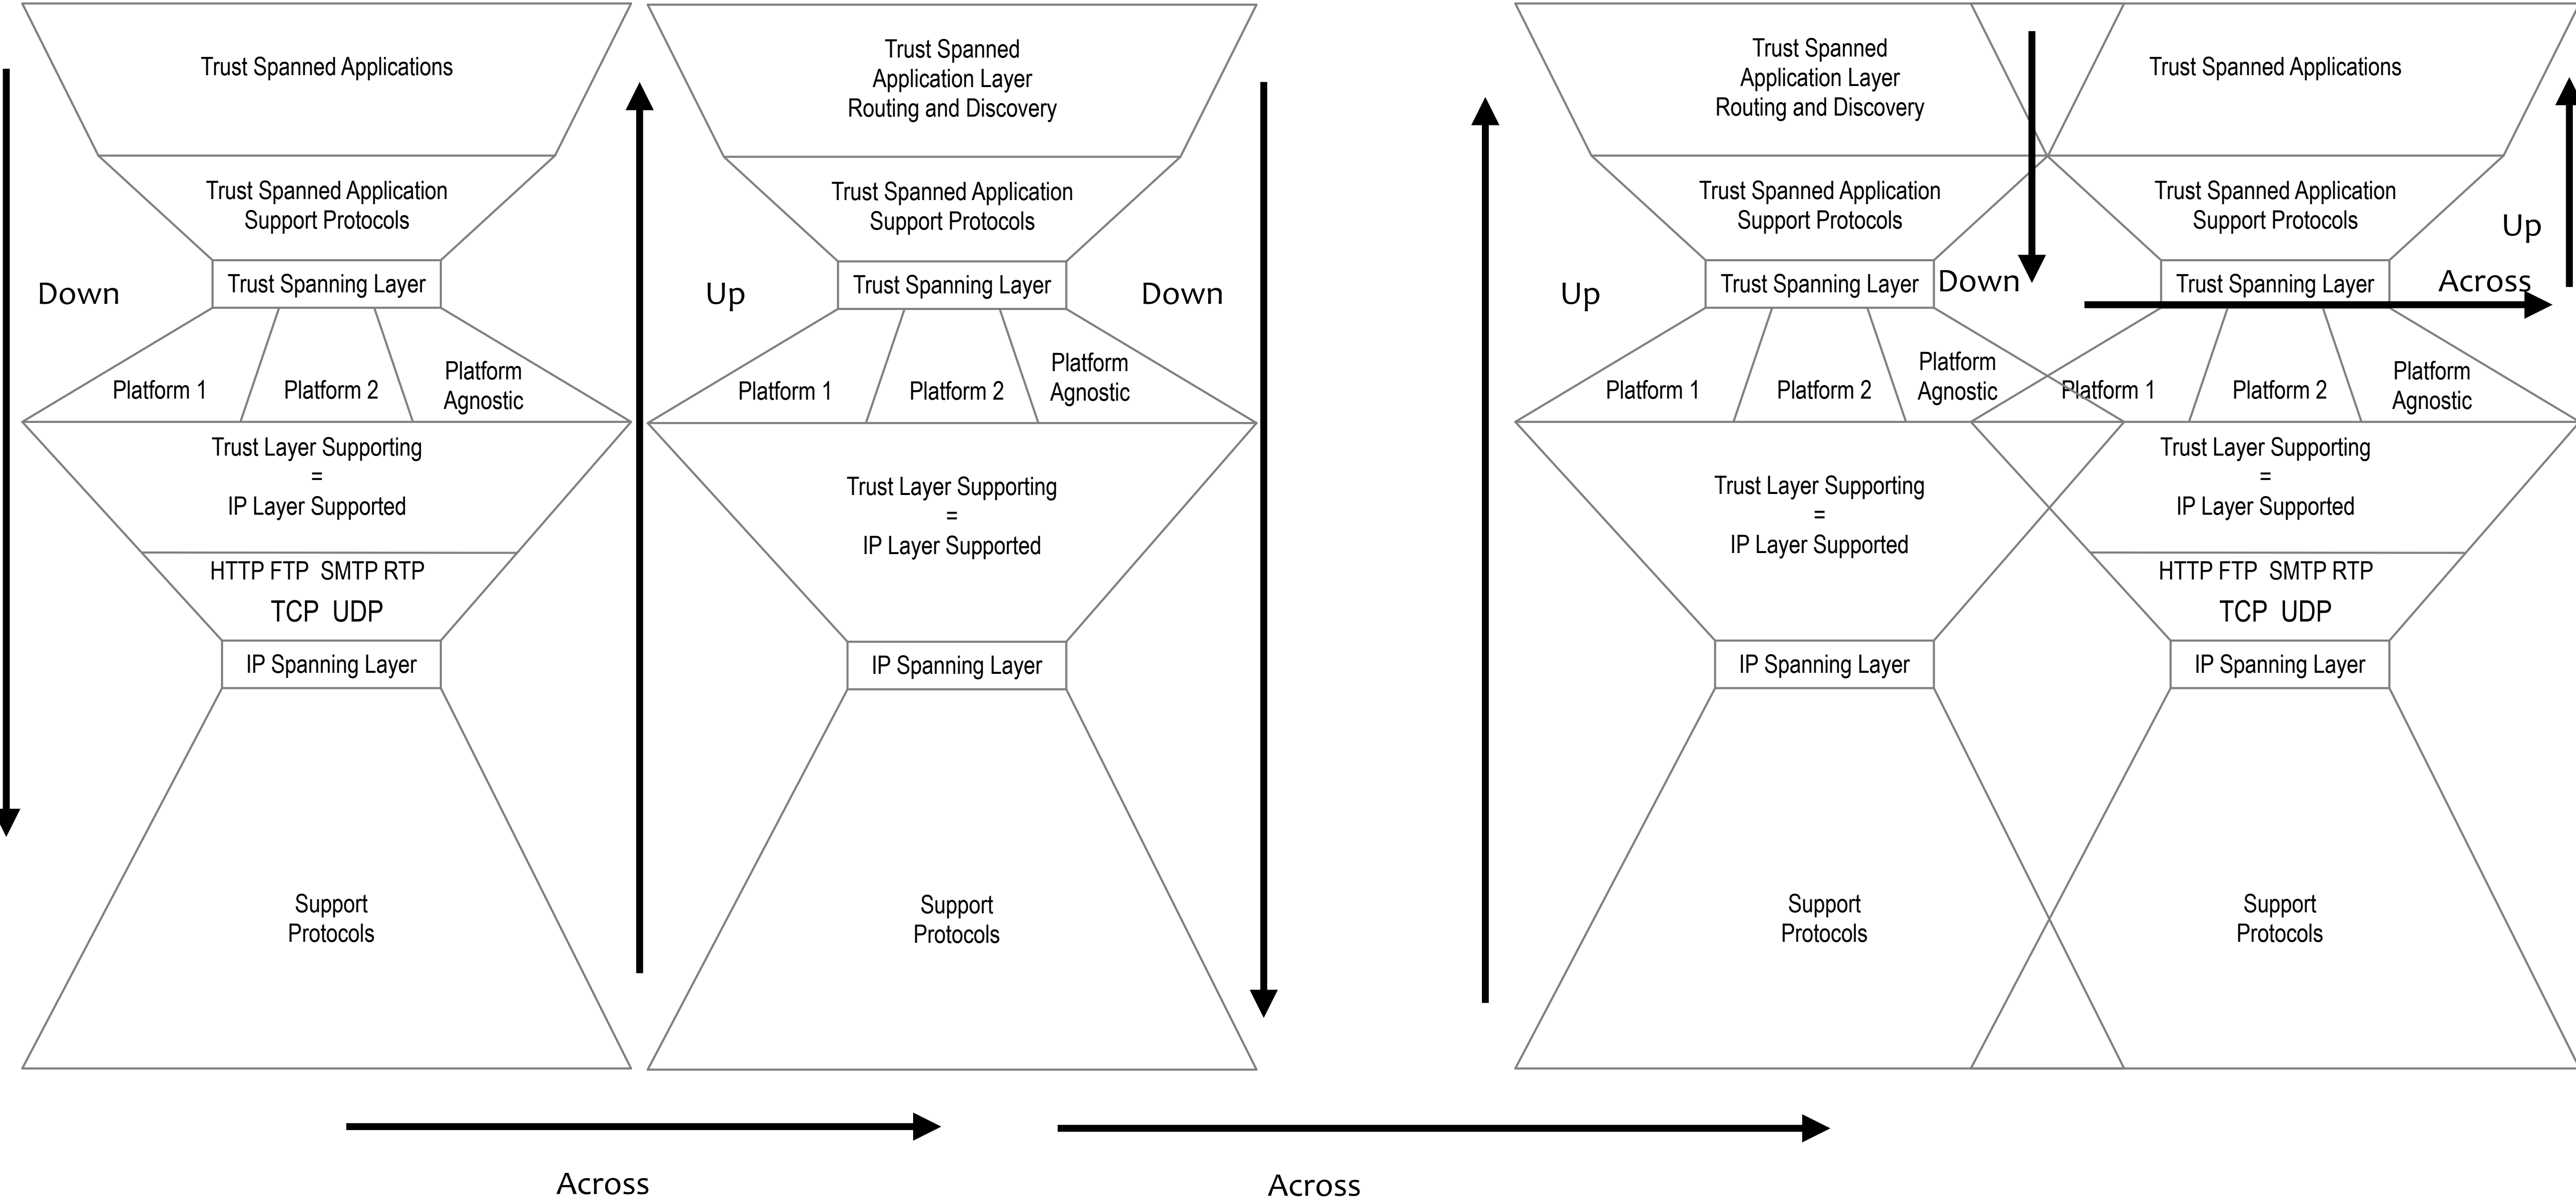 Trust Spanned Applications
Trust Spanned Application
Support Protocols
Trust Spanning Layer
Down
Platform 1
Platform 2
Platform
Agnostic
Trust Layer Supporting
=
IP Layer Supported
HTTP FTP SMTP RTP
TCP UDP
IP Spanning Layer
Support
Protocols
Trust Spanned
Application Layer
Routing and Discovery
Trust Spanned Application
Support Protocols
Trust Spanning Layer
Up
Down
Platform 1
Platform 2
Platform
Agnostic
Trust Layer Supporting
=
IP Layer Supported
IP Spanning Layer
Support
Protocols
Trust Spanned
Application Layer
Routing and Discovery
Trust Spanned Application
Support Protocols
Trust Spanning Layer
Up
Down
Platform 1
Platform 2
Platform
Agnostic
Trust Layer Supporting
=
IP Layer Supported
IP Spanning Layer
Support
Protocols
Trust Spanned Applications
Trust Spanned Application
Support Protocols
Up
Trust Spanning Layer
Across
Platform 1
Platform 2
Platform
Agnostic
Trust Layer Supporting
=
IP Layer Supported
HTTP FTP SMTP RTP
TCP UDP
IP Spanning Layer
Support
Protocols
Across
Across